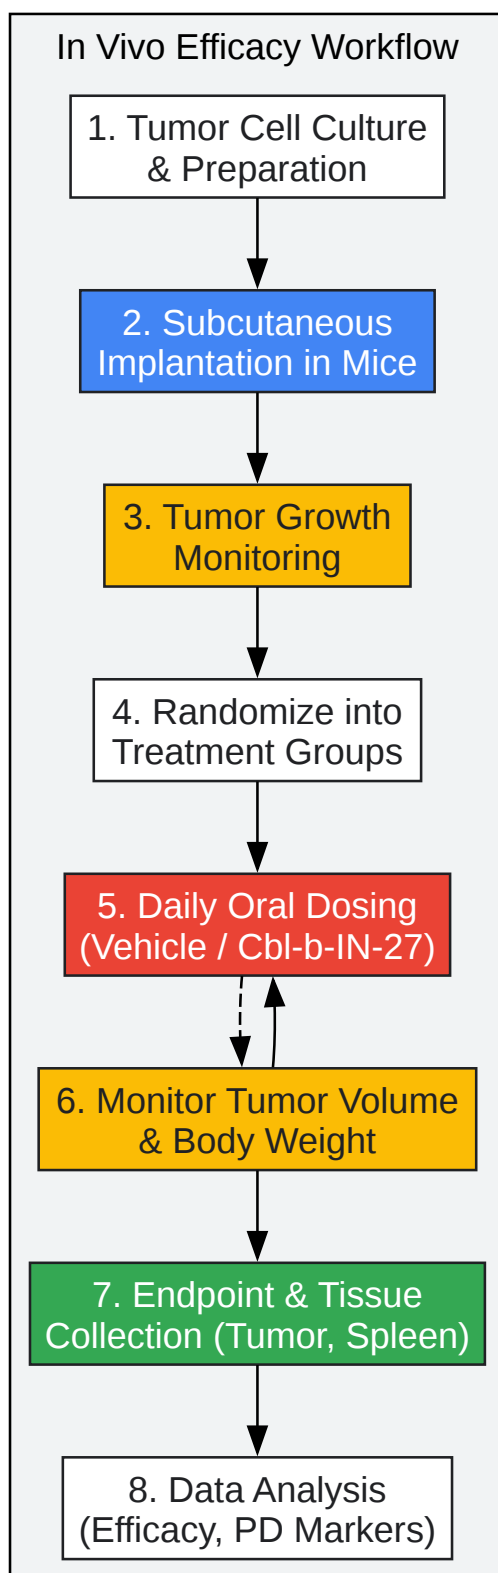 In Vivo Efficacy Workflow
1. Tumor Cell Culture
& Preparation
2. Subcutaneous
Implantation in Mice
3. Tumor Growth
Monitoring
4. Randomize into
Treatment Groups
5. Daily Oral Dosing
(Vehicle / Cbl-b-IN-27)
6. Monitor Tumor Volume
& Body Weight
7. Endpoint & Tissue
Collection (Tumor, Spleen)
8. Data Analysis
(Efficacy, PD Markers)